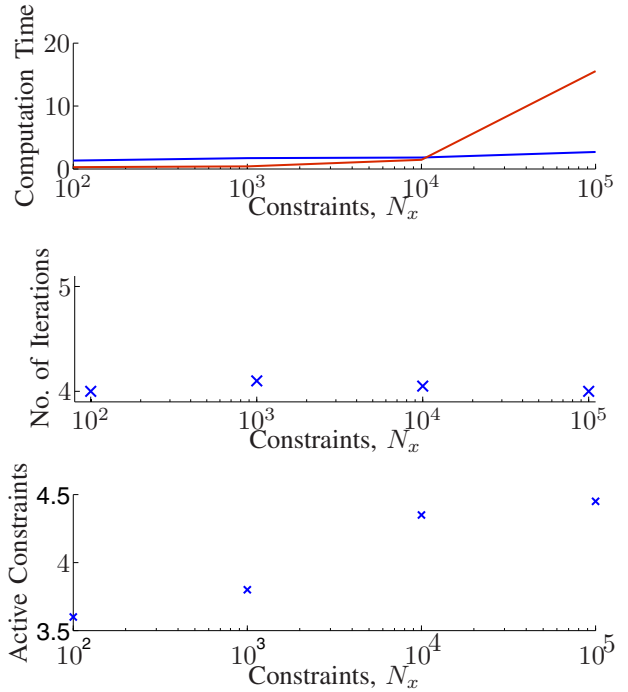 Computation Time
20
10
0
10^2 10^3 10^4 10^5
Constraints, N_x
No. of Iterations
5
4
10^2 10^3 10^4 10^5
Constraints, N_x
Active Constraints
4.5
4
3.5
10^2 10^3 10^4 10^5
Constraints, N_x